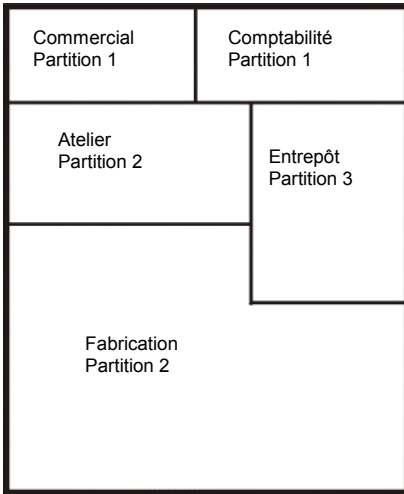 Commercial
Partition 1
Comptabilité
Partition 1
Atelier
Partition 2
Entrepôt
Partition 3
Fabrication
Partition 2